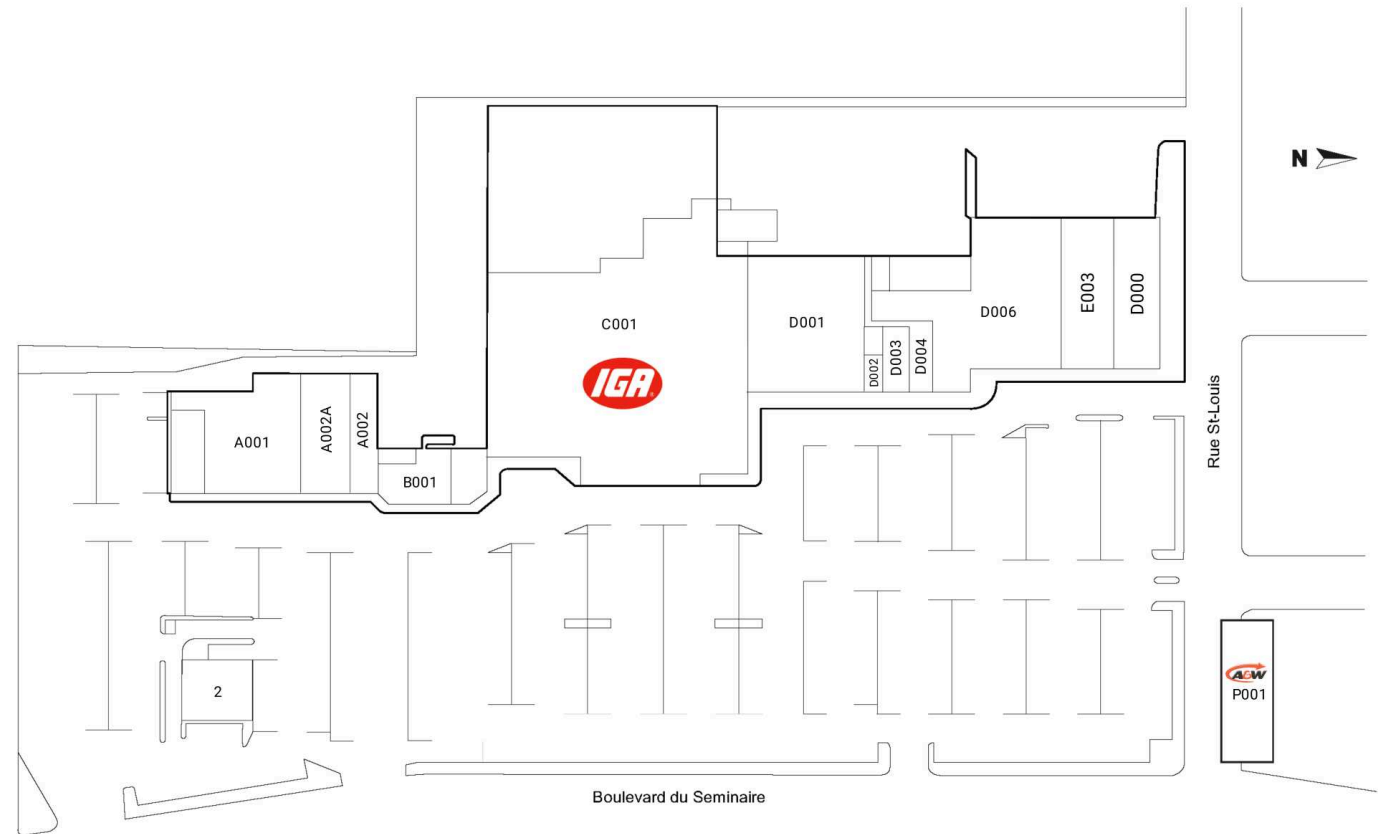 N
E003
D000
D006
C001
D001
D002
D003
D004
IGA
Rue St-Louis
A001
A002A
A002
B001
2
A&W
P001
Boulevard du Seminaire